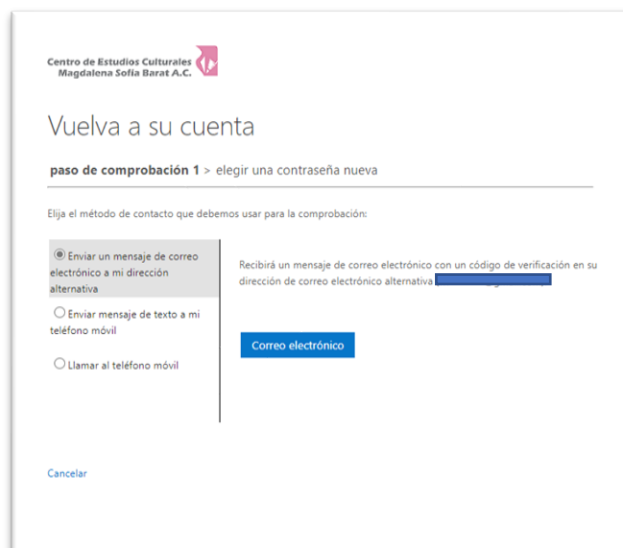 Centro de Estudios Culturales
Magdalena Sofía Barat A.C.
Vuelva a su cuenta
paso de comprobación 1 > elegir una contraseña nueva
Elija el método de contacto que debemos usar para la comprobación:
Enviar un mensaje de correo
electrónico a mi dirección
alternativa
Enviar mensaje de texto a mi
teléfono móvil
Llamar al teléfono móvil
Recibirá un mensaje de correo electrónico con un código de verificación en su
dirección de correo electrónico alternativa
Correo electrónico
Cancelar